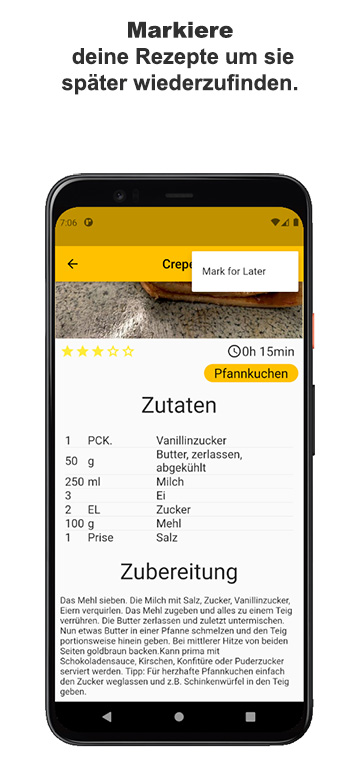 Markiere
deine Rezepte um sie
später wiederzufinden.
7:06
Crepe
Mark for Later
0h 15min
Pfannkuchen
Zutaten
1 PCK. Vanillinzucker
50 g Butter, zerlassen,
abgekühlt
250 ml Milch
3 Ei
2 EL Zucker
100 g Mehl
1 Prise Salz
Zubereitung
Das Mehl sieben. Die Milch mit Salz, Zucker, Vanillinzucker,
Eiern verquirlen. Das Mehl zugeben und alles zu einem Teig
verrühren. Die Butter zerlassen und zuletzt untermischen.
Nun etwas Butter in einer Pfanne schmelzen und den Teig
portionsweise hinein geben. Bei mittlerer Hitze von beiden
Seiten goldbraun backen.Kann prima mit
Schokoladensauce, Kirschen, Konfitüre oder Puderzucker
serviert werden. Tipp: Für herzhafte Pfannkuchen einfach
den Zucker weglassen und z.B. Schinkenwürfel in den Teig
geben.